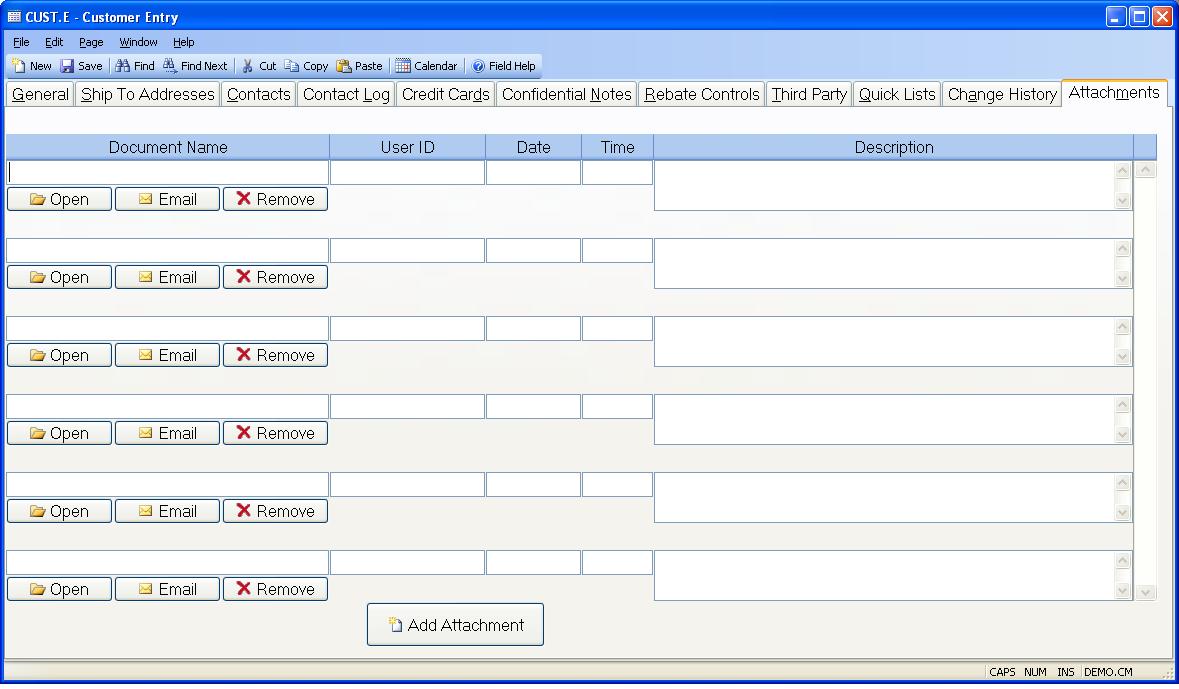 CUST.E - Customer Entry
File Edit Page Window Help
New Save Find Find Next Cut Copy Paste Calendar Field Help
General Ship To Addresses Contacts Contact Log Credit Cards Confidential Notes Rebate Controls Third Party Quick Lists Change History Attachments
Document Name User ID Date Time Description
Open Email Remove
Open Email Remove
Open Email Remove
Open Email Remove
Open Email Remove
Open Email Remove
Add Attachment
CAPS NUM INS DEMO.CM